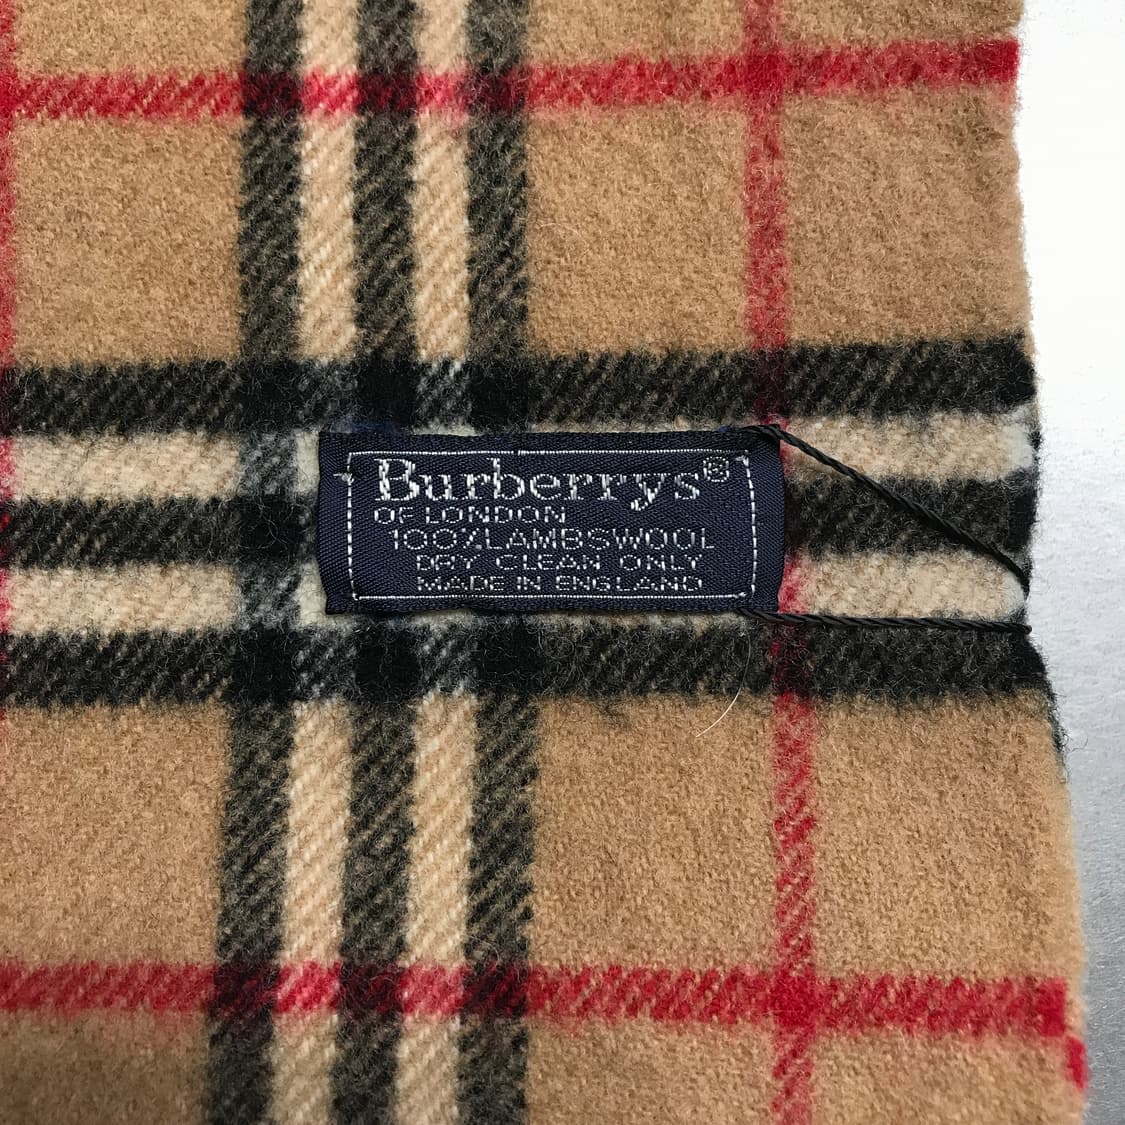 Burberrys®
OF LONDON
100%LAMBSWOOL
DRY CLEAN ONLY
MADE IN ENGLAND